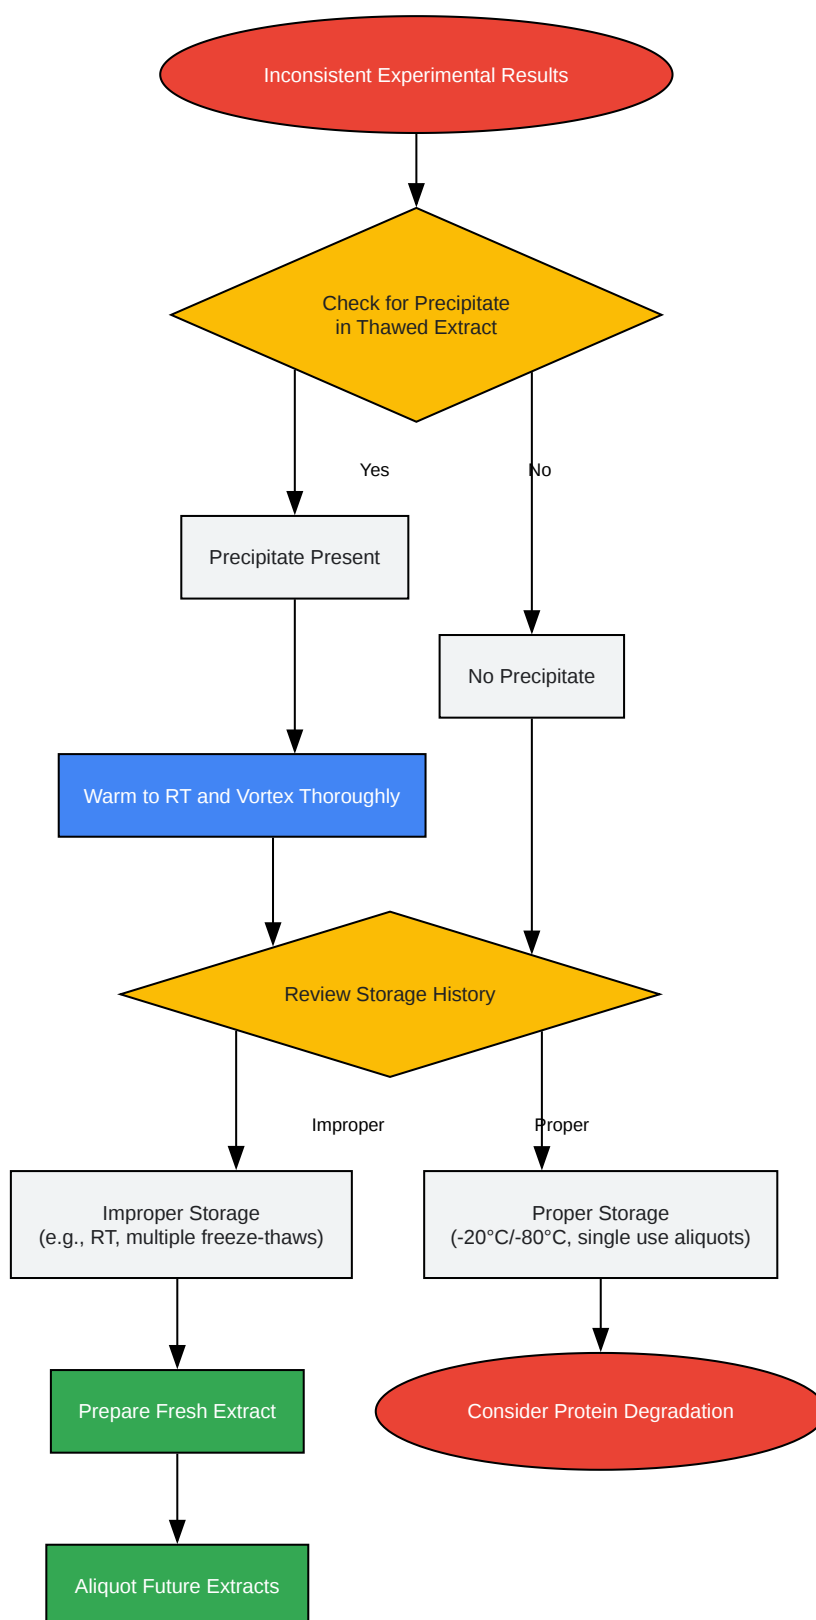 Inconsistent Experimental Results
Check for Precipitate
in Thawed Extract
Yes
No
Precipitate Present
No Precipitate
Warm to RT and Vortex Thoroughly
Review Storage History
Improper
Proper
Improper Storage
(e.g., RT, multiple freeze-thaws)
Proper Storage
(-20°C/-80°C, single use aliquots)
Prepare Fresh Extract
Consider Protein Degradation
Aliquot Future Extracts